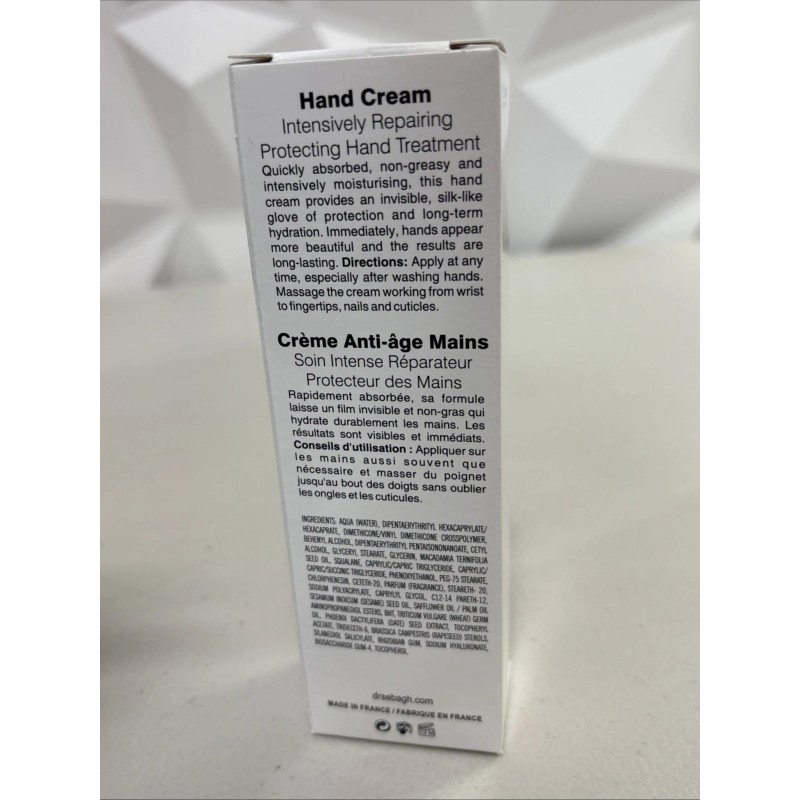 Hand Cream
Intensively Repairing
Protecting Hand Treatment
Quickly absorbed, non-greasy and
intensively moisturising, this hand
cream provides an invisible, silk-like
glove of protection and long-term
hydration. Immediately, hands appear
more beautiful and the results are
long-lasting. Directions: Apply at any
time, especially after washing hands.
Massage the cream working from wrist
to fingertips, nails and cuticles.
Crème Anti-âge Mains
Soin Intense Réparateur
Protecteur des Mains
Rapidement absorbée, sa formule
laisse un film invisible et non-gras qui
hydrate durablement les mains. Les
résultats sont visibles et immédiats.
Conseils d'utilisation : Appliquer sur
les mains aussi souvent que
nécessaire et masser du poignet
jusqu'au bout des doigts sans oublier
les ongles et les cuticules.
INGREDIENTS: AQUA (WATER), DIPENTAERYTHRITYL HEXACAPRYLATE/
HEXACAPRATE, DIMETHICONE/VINYL DIMETHICONE CROSSPOLYMER,
BEHENYL ALCOHOL, DIPENTAERYTHRITYL PENTAISONONANOATE, CETYL
ALCOHOL, GLYCERYL STEARATE, GLYCERIN, MACADAMIA TERNIFOLIA
SEED OIL, SQUALANE, CAPRYLIC/CAPRIC TRIGLYCERIDE, CAPRYLIC/
CAPRIC/SUCCINIC TRIGLYCERIDE, PHENOXYETHANOL, PEG-75 STEARATE,
CHLORPHENESIN, CETETH-20, PARFUM (FRAGRANCE), STEARETH- 20,
SODIUM POLYACRYLATE, CAPRYLYL GLYCOL, C12-14 PARETH-12,
SESAMUM INDICUM (SESAME) SEED OIL, SAFFLOWER OIL / PALM OIL
AMINOPROPANEDIOL ESTERS, BHT, TRITICUM VULGARE (WHEAT) GERM
OIL, PHOENIX DACTYLIFERA (DATE) SEED EXTRACT, TOCOPHERYL
ACETATE, TRIDECETH-6, BRASSICA CAMPESTRIS (RAPESEED) STEROLS,
SILANEDIOL SALICYLATE, RHIZOBIAN GUM, SODIUM HYALURONATE,
BIOSACCHARIDE GUM-4, TOCOPHEROL.
drsebagh.com
MADE IN FRANCE / FABRIQUE EN FRANCE
12 M